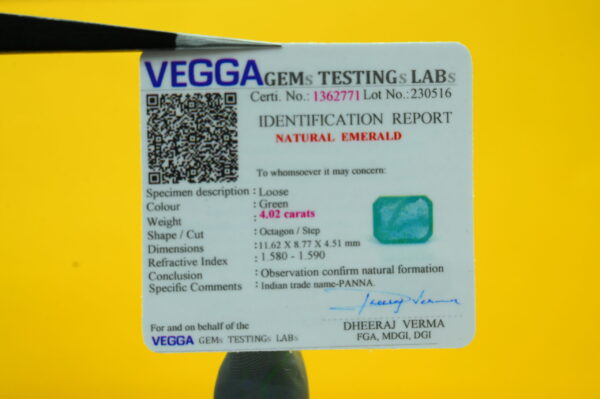 VEGGA GEMs TESTINGs LABs
Certi. No.: 1362771 Lot No.: 230516
IDENTIFICATION REPORT
NATURAL EMERALD
To whomsoever it may concern:
Specimen description : Loose
Colour : Green
Weight : 4.02 carats
Shape / Cut : Octagon / Step
Dimensions : 11.62 X 8.77 X 4.51 mm
Refractive Index : 1.580 - 1.590
Conclusion : Observation confirm natural formation
Specific Comments : Indian trade name-PANNA.
Dheeraj Verma
For and on behalf of the
DHEERAJ VERMA
VEGGA GEMs TESTINGs LABs
FGA, MDGI, DGI